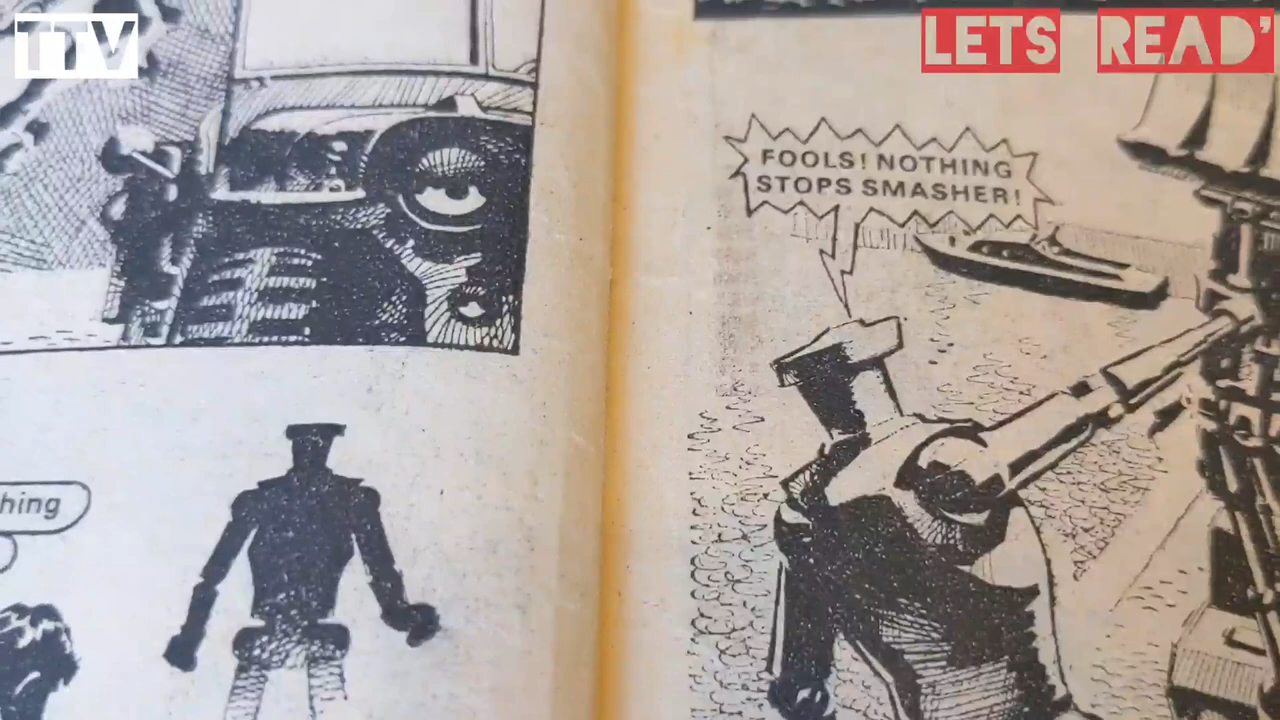 TTV
LETS READ'
FOOLS! NOTHING
STOPS SMASHER!
hing